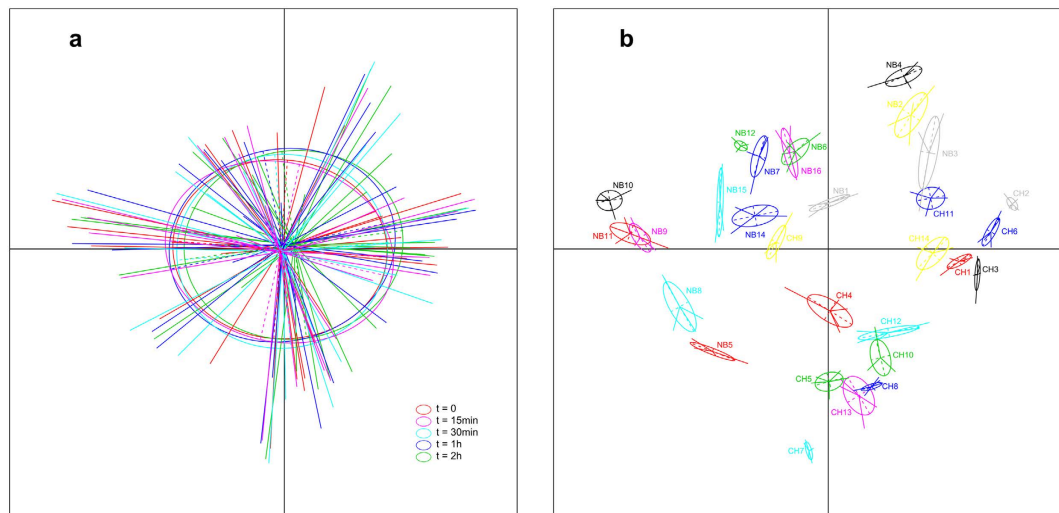 a
t = 0
t = 15min
t = 30min
t = 1h
t = 2h
b
NB4
NB2
NB12
NB7
NB16
NB6
NB3
NB10
NB15
NB1
CH2
NB11
NB9
NB14
CH11
CH6
CH14
CH1
CH3
NB8
CH4
NB5
CH12
CH10
CH5
CH8
CH13
CH7